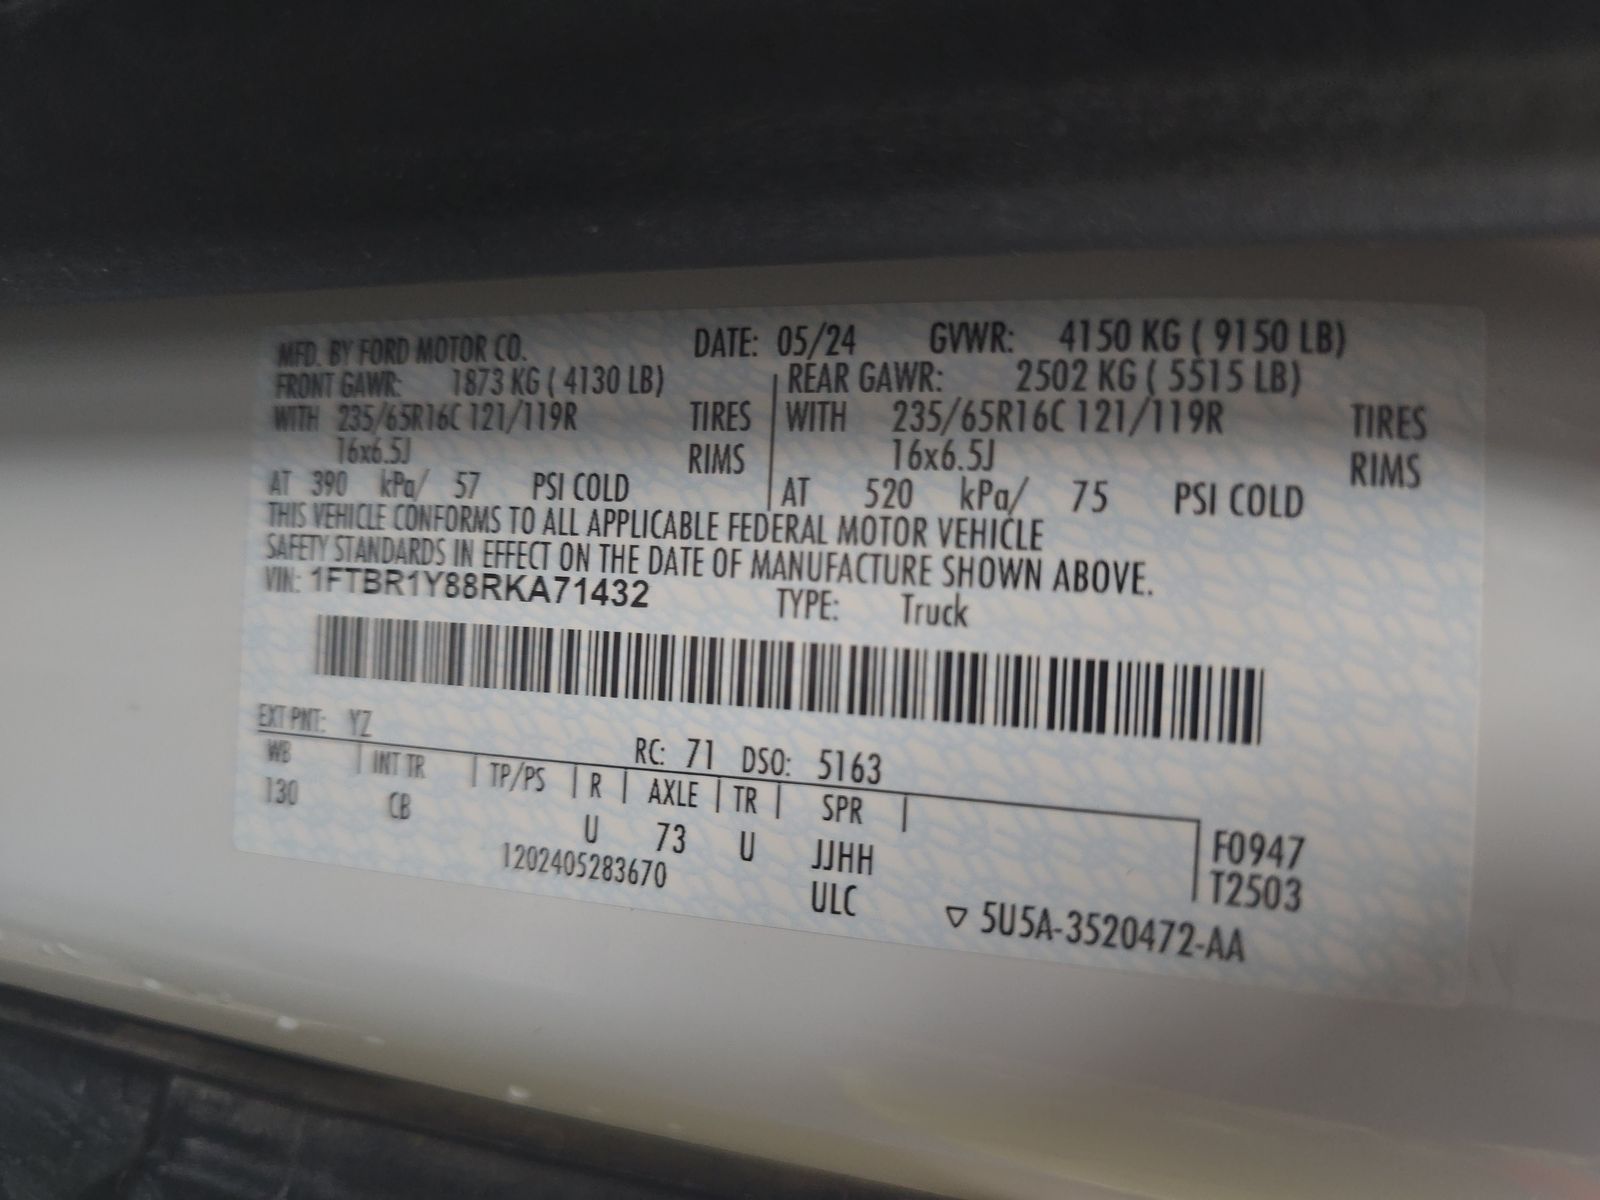 MFD. BY FORD MOTOR CO. DATE: 05/24 GVWR: 4150 KG ( 9150 LB)
FRONT GAWR: 1873 KG ( 4130 LB) REAR GAWR: 2502 KG ( 5515 LB)
WITH 235/65R16C 121/119R TIRES WITH 235/65R16C 121/119R TIRES
16x6.5J RIMS 16x6.5J RIMS
AT 390 kPa/ 57 PSI COLD AT 520 kPa/ 75 PSI COLD
THIS VEHICLE CONFORMS TO ALL APPLICABLE FEDERAL MOTOR VEHICLE
SAFETY STANDARDS IN EFFECT ON THE DATE OF MANUFACTURE SHOWN ABOVE.
VIN: 1FTBR1Y88RKA71432 TYPE: Truck
EXT PNT: YZ RC: 71 DSO: 5163
WB INT TR TP/PS R AXLE TR SPR
130 CB U 73 U JJHH F0947
1202405283670 ULC T2503
▽ 5U5A-3520472-AA